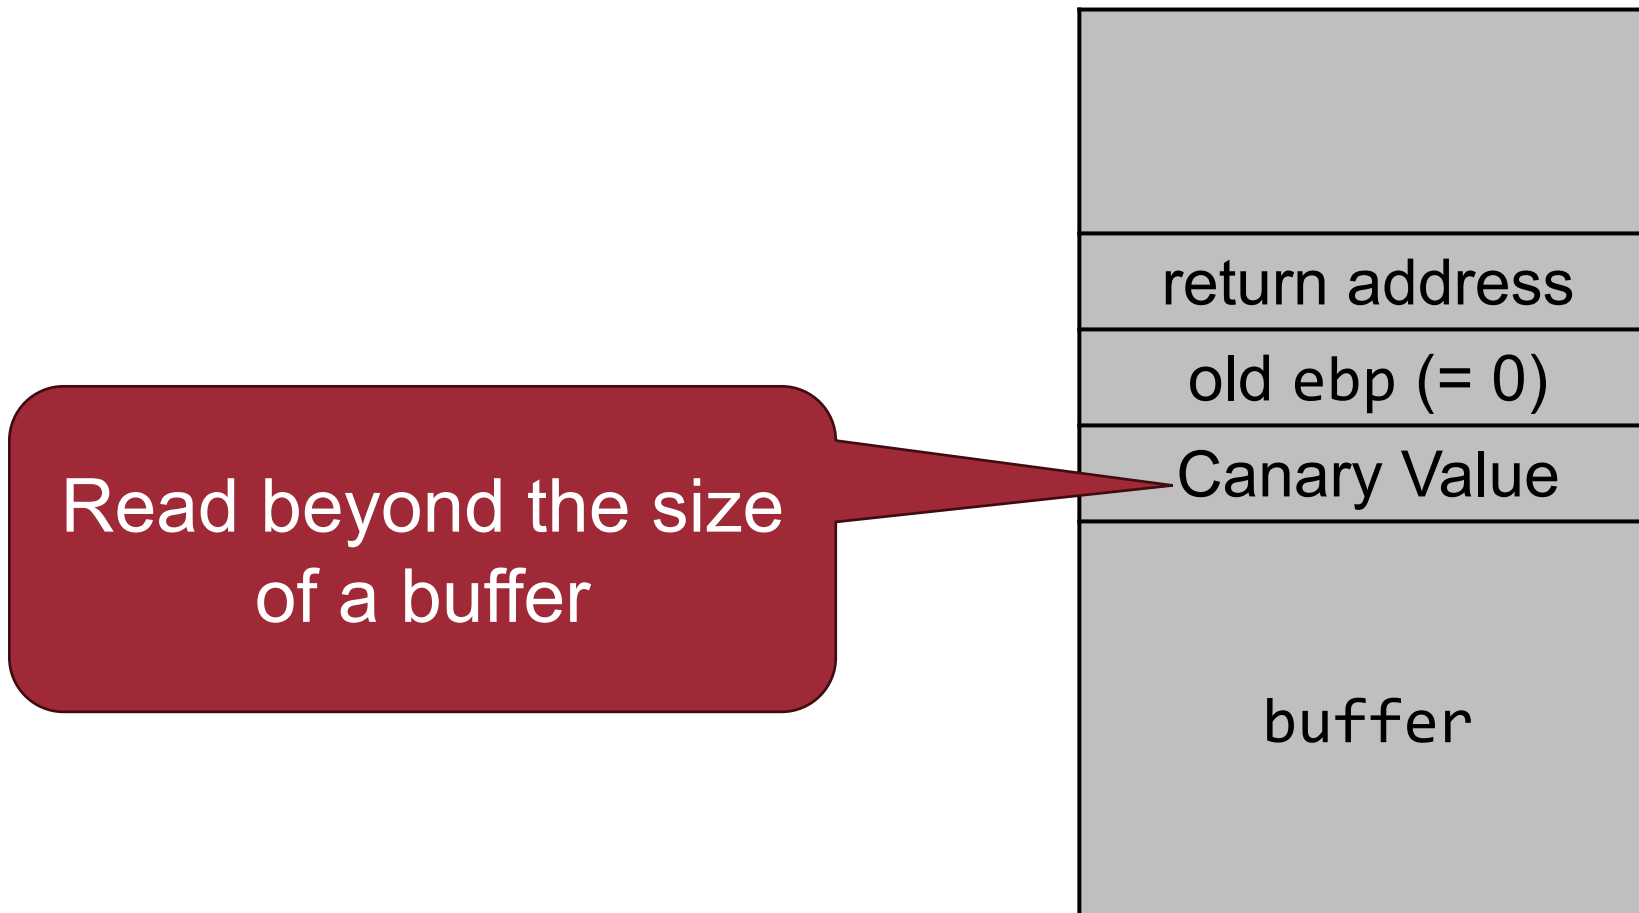 return address
old ebp (= 0)
Canary Value
Read beyond the size
of a buffer
buffer